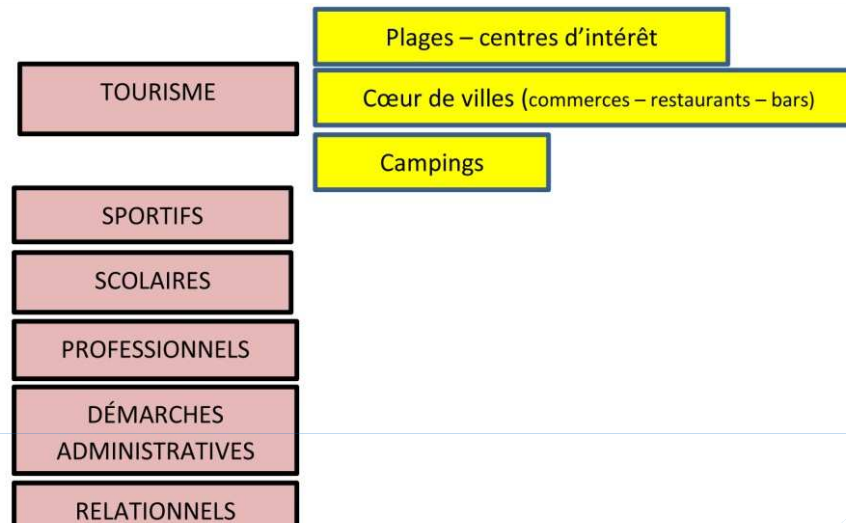 Plages – centres d’intérêt
TOURISME
Cœur de villes (commerces – restaurants – bars)
Campings
SPORTIFS
SCOLAIRES
PROFESSIONNELS
DÉMARCHES
ADMINISTRATIVES
RELATIONNELS